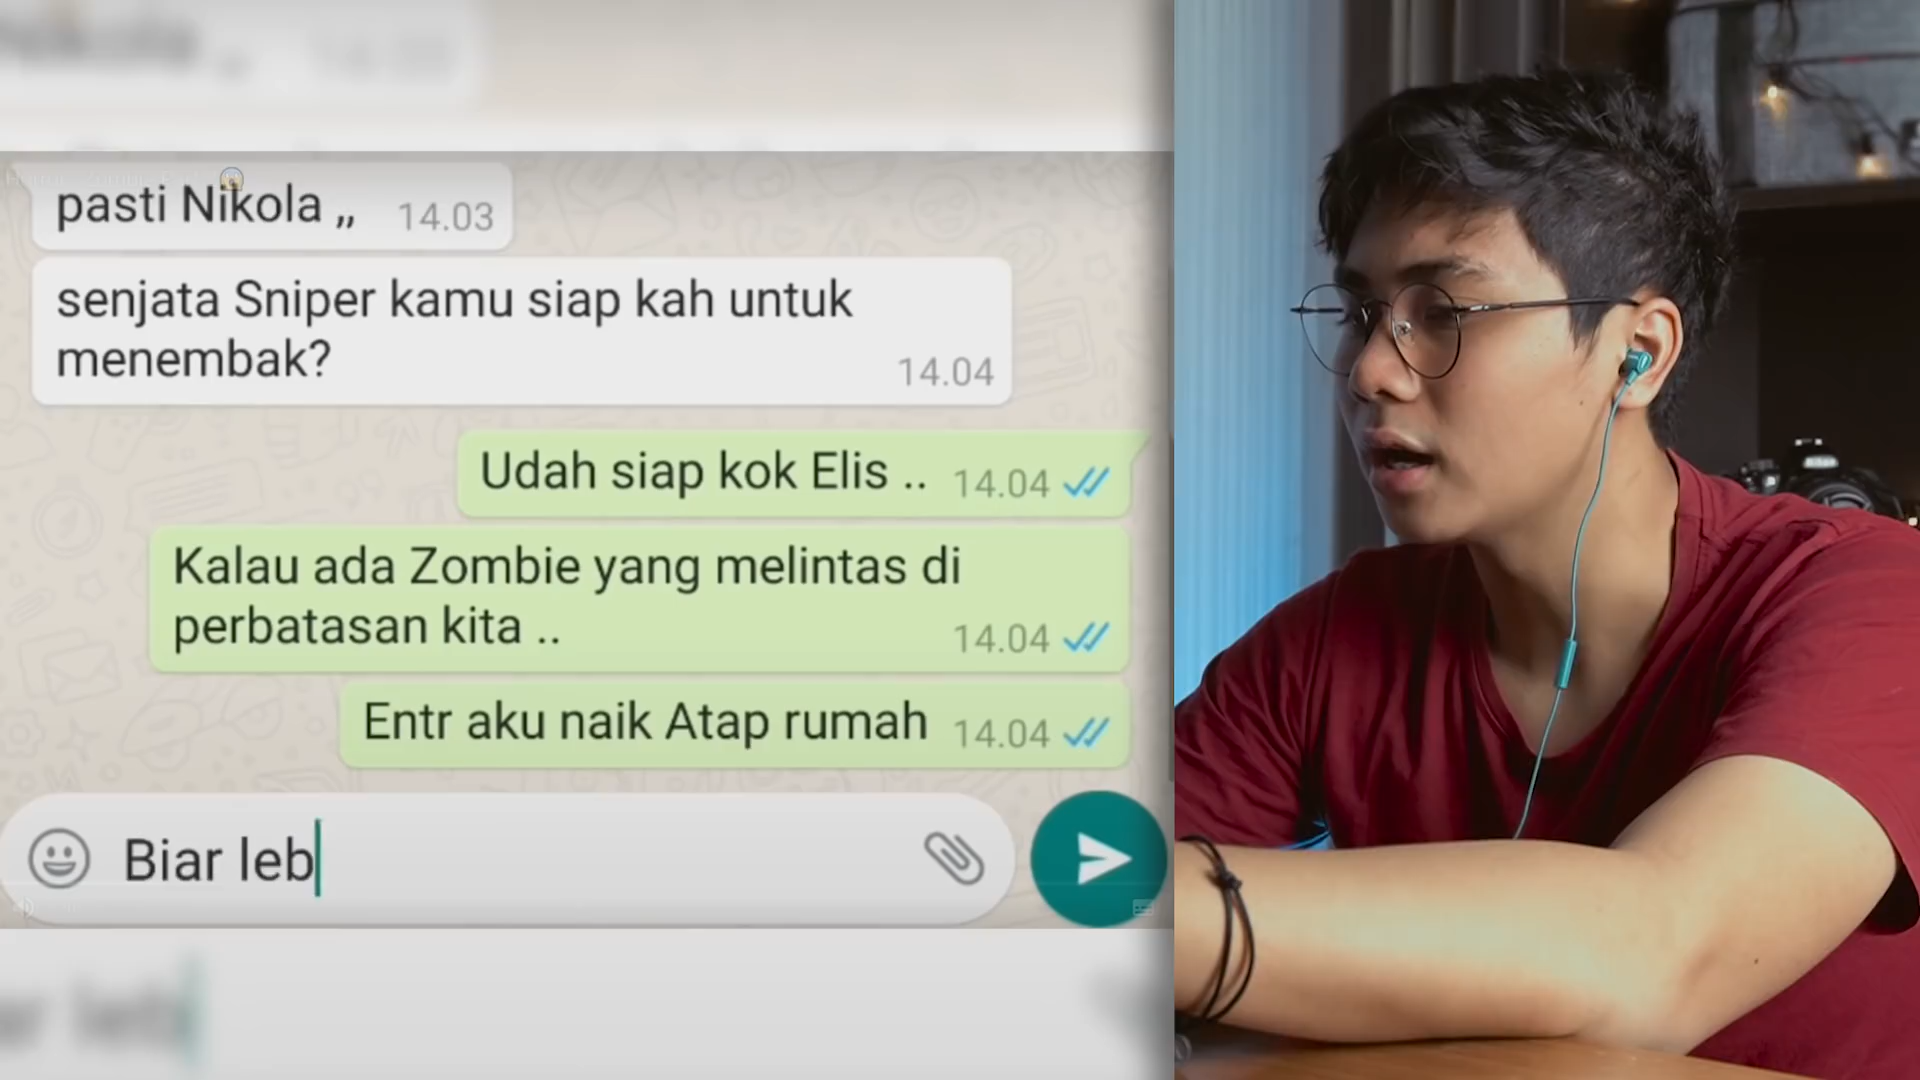 pasti Nikola ,, 14.03
senjata Sniper kamu siap kah untuk
menembak? 14.04
Udah siap kok Elis .. 14.04
Kalau ada Zombie yang melintas di
perbatasan kita .. 14.04
Entr aku naik Atap rumah 14.04
Biar leb